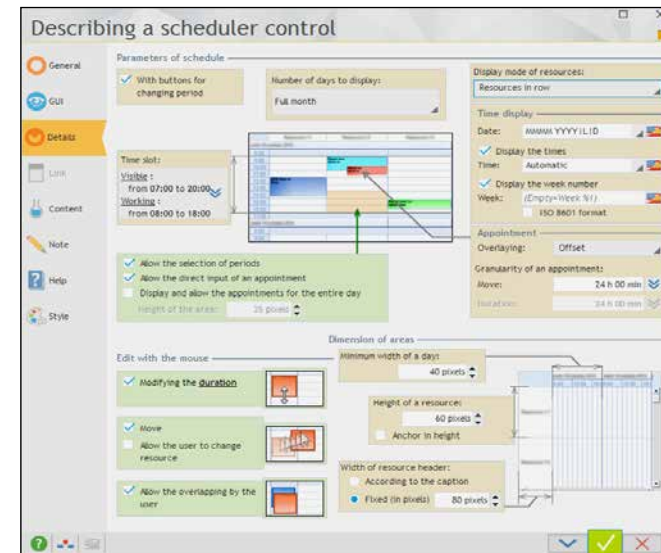 Describing a scheduler control
General
GUI
Details
Link
Content
Note
Help
Style
Parameters of schedule
With buttons for
changing period
Number of days to display:
Full month
Display mode of resources:
Resources in row
Time display
Date:
MMMM YYYY|L|D
Display the times
Time:
Automatic
Display the week number
Week:
(Empty=Week %1)
ISO 8601 format
Time slot:
Visible :
from 07:00 to 20:00
Working :
from 08:00 to 18:00
Appointment
Overlaying:
Offset
Granularity of an appointment:
Move:
24 h 00 min
Duration:
24 h 00 min
Allow the selection of periods
Allow the direct input of an appointment
Display and allow the appointments for the entire day
Height of the area:
25 pixels
Edit with the mouse
Modifying the duration
Move
Allow the user to change
resource
Allow the overlapping by the
user
Dimension of areas
Minimum width of a day:
40 pixels
Height of a resource:
60 pixels
Anchor in height
Width of resource header:
According to the caption
Fixed (in pixels)
80 pixels